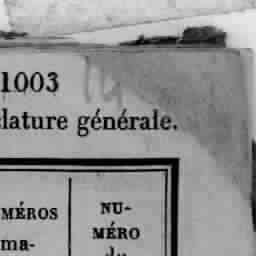 1003
lature générale.
MÉROS
ma-
NU-
MÉRO